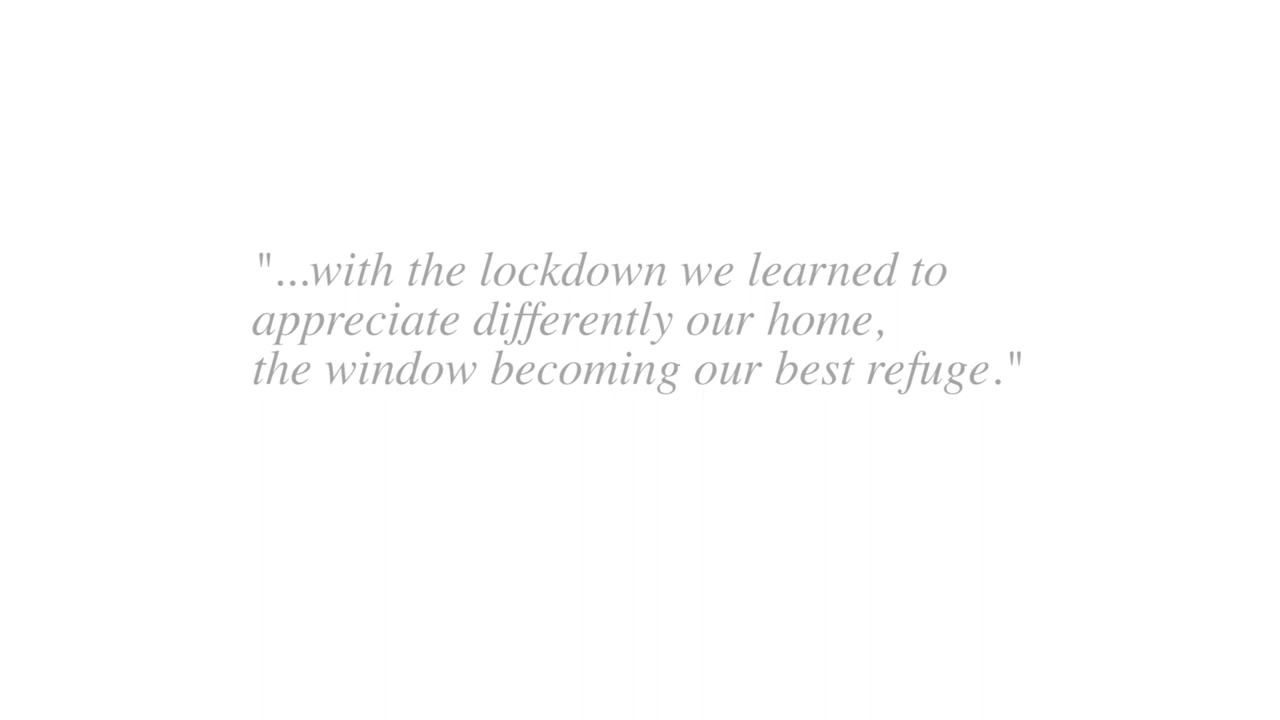 "...with the lockdown we learned to
appreciate differently our home,
the window becoming our best refuge."